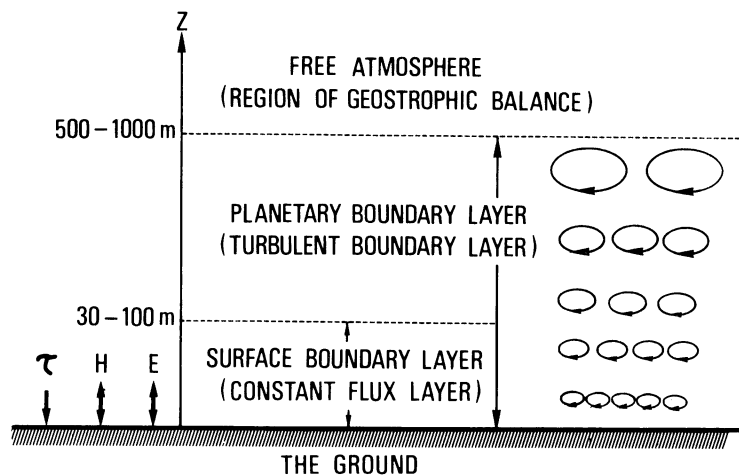 Z
FREE ATMOSPHERE
(REGION OF GEOSTROPHIC BALANCE)
500-1000 m
PLANETARY BOUNDARY LAYER
(TURBULENT BOUNDARY LAYER)
30-100 m
SURFACE BOUNDARY LAYER
(CONSTANT FLUX LAYER)
τ H E
THE GROUND